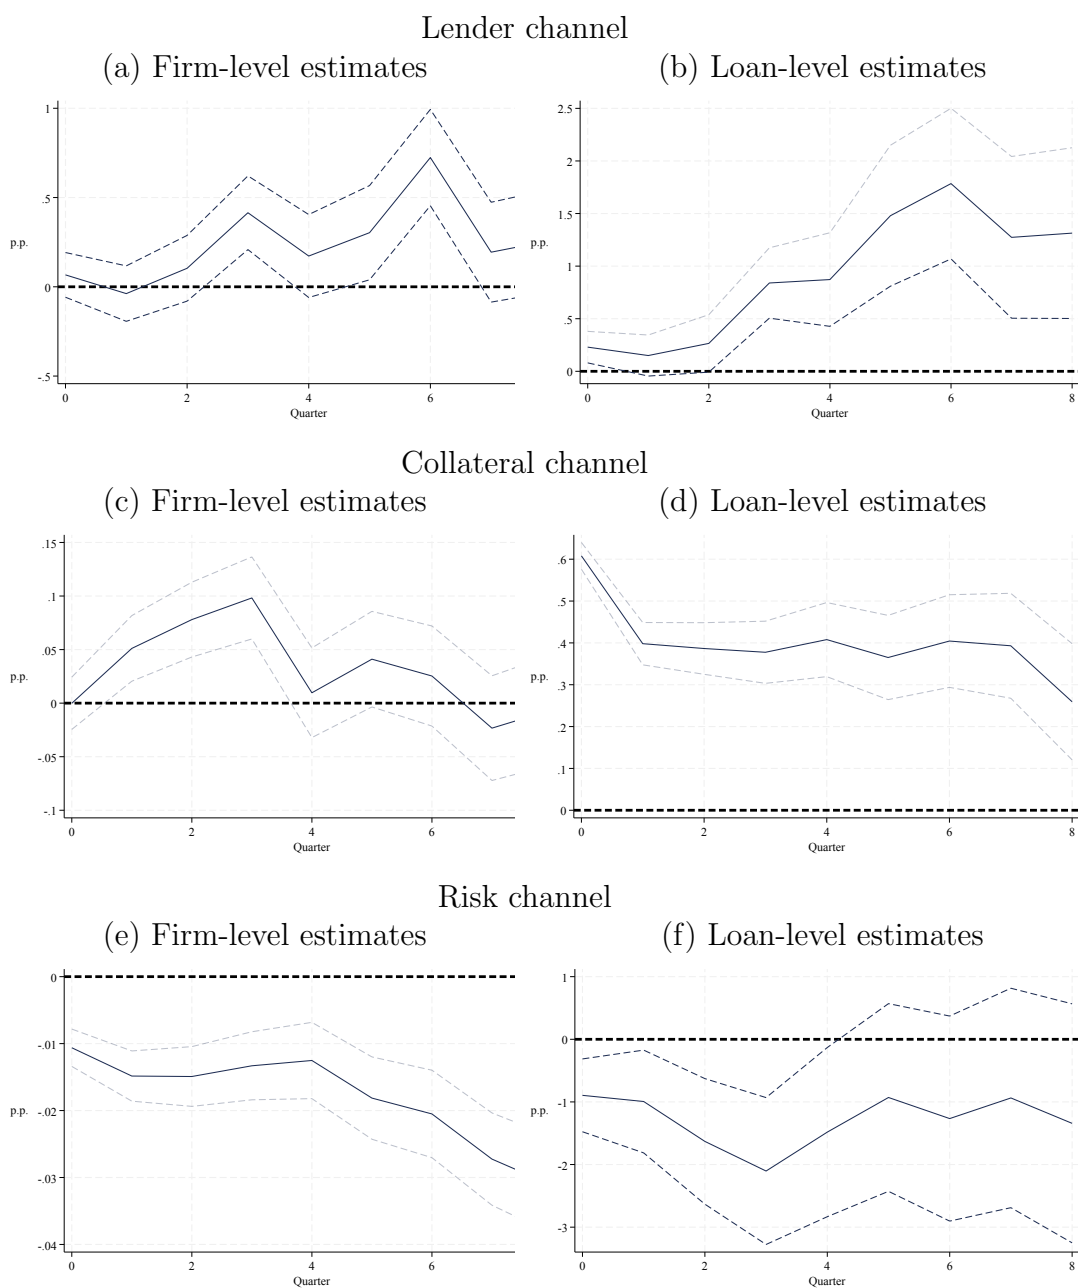 Lender channel
(a) Firm-level estimates
(b) Loan-level estimates
1
.5
0
-.5
p.p.
0 2 4 6
Quarter
2.5
2
1.5
1
.5
0
p.p.
0 2 4 6 8
Quarter
Collateral channel
(c) Firm-level estimates
(d) Loan-level estimates
.15
.1
.05
0
-.05
-.1
p.p.
0 2 4 6
Quarter
.6
.5
.4
.3
.2
.1
0
p.p.
0 2 4 6 8
Quarter
Risk channel
(e) Firm-level estimates
(f) Loan-level estimates
0
-.01
-.02
-.03
-.04
p.p.
0 2 4 6
Quarter
1
0
-1
-2
-3
p.p.
0 2 4 6 8
Quarter